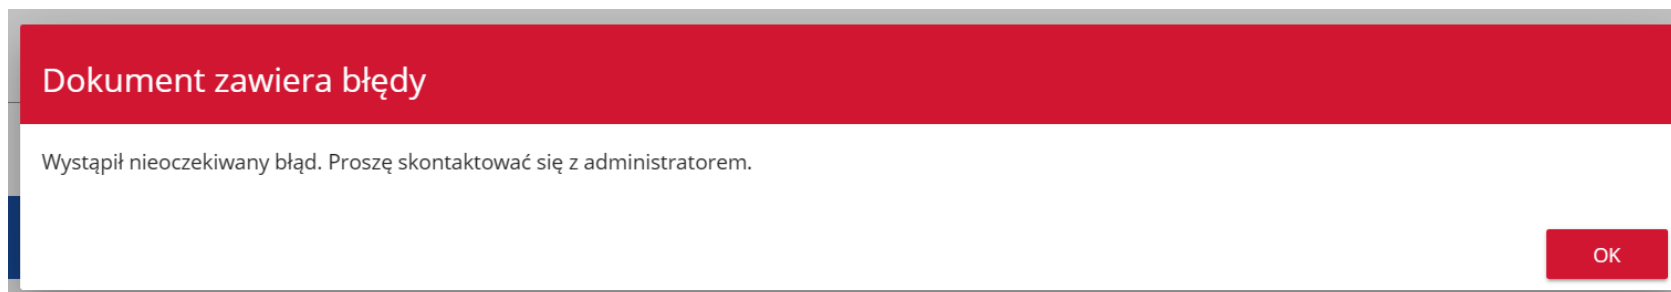 Dokument zawiera błędy
Wystąpił nieoczekiwany błąd. Proszę skontaktować się z administratorem.
OK